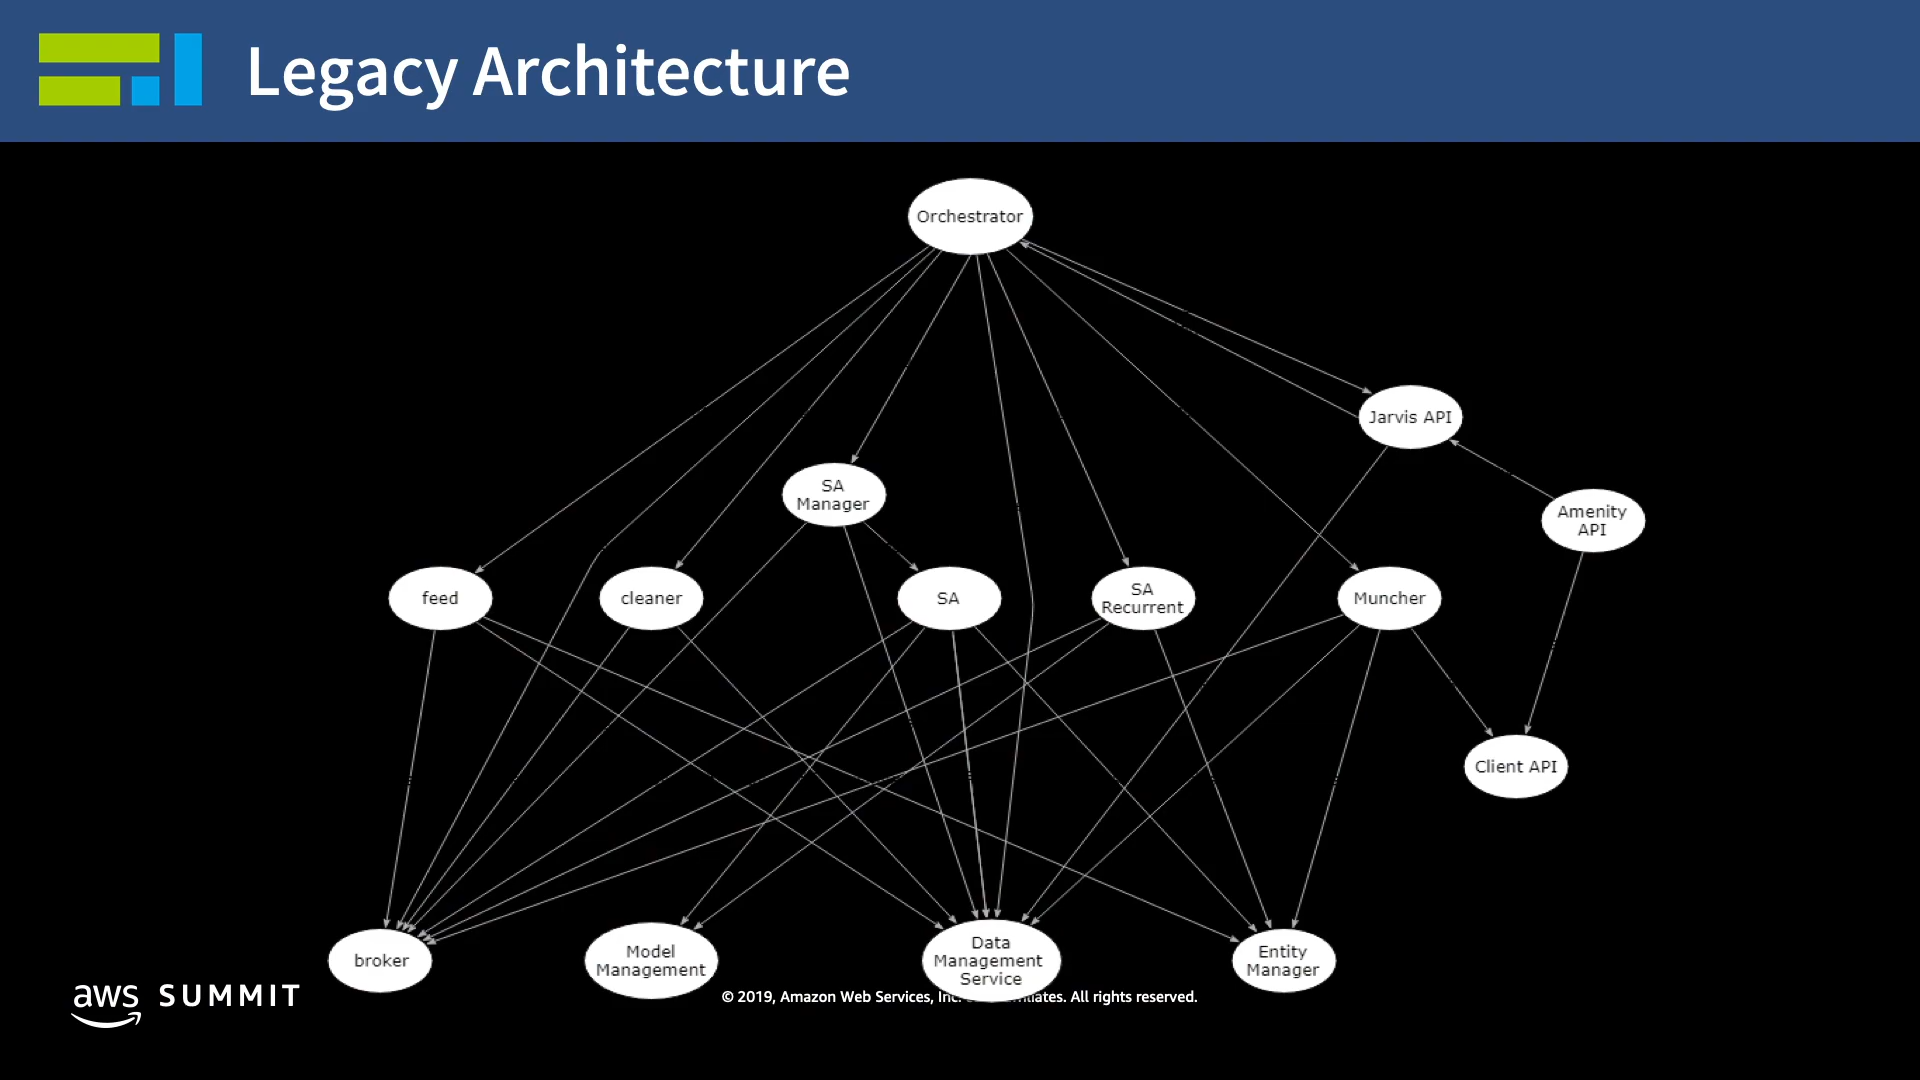 Legacy Architecture
Orchestrator
Jarvis API
SA
Manager
Amenity
API
feed
cleaner
SA
SA
Recurrent
Muncher
Client API
broker
Model
Management
Data
Management
Service
Entity
Manager
aws SUMMIT
© 2019, Amazon Web Services, Inc. iates. All rights reserved.